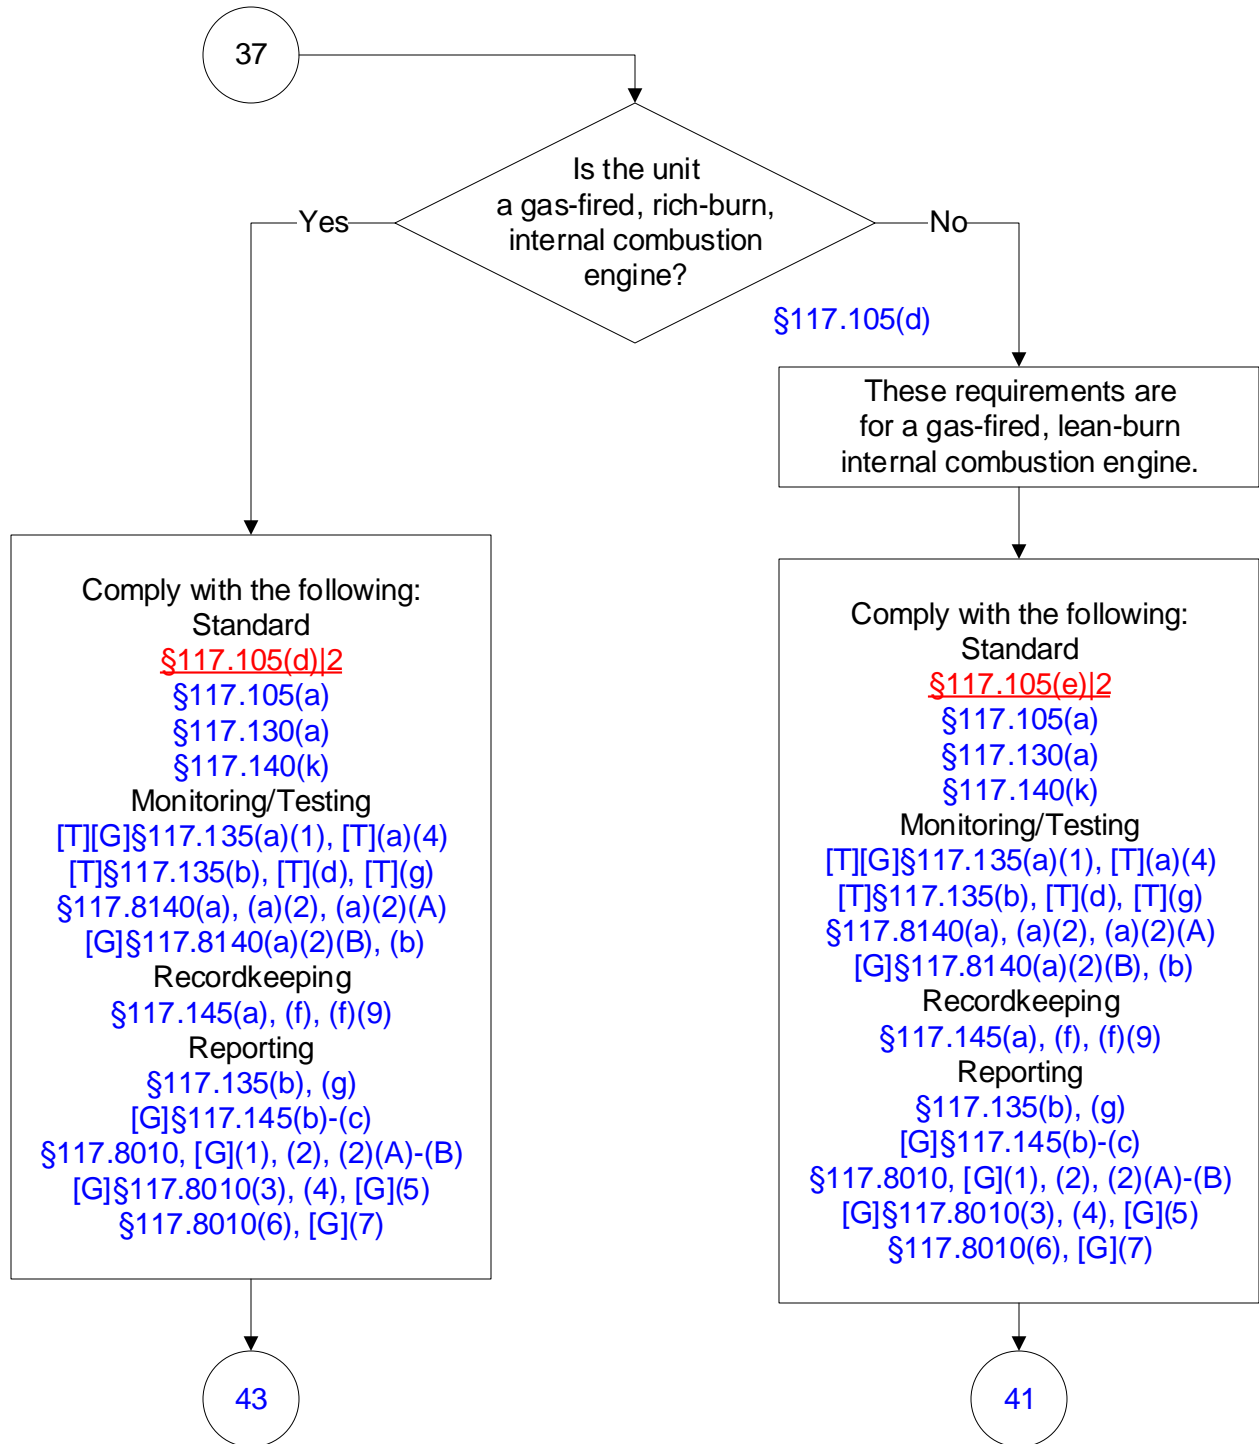 37
Is the unit
a gas-fired, rich-burn,
internal combustion
engine?
Yes
No
§117.105(d)
These requirements are
for a gas-fired, lean-burn
internal combustion engine.
Comply with the following:
Standard
§117.105(d)|2
§117.105(a)
§117.130(a)
§117.140(k)
Monitoring/Testing
[T][G]§117.135(a)(1), [T](a)(4)
[T]§117.135(b), [T](d), [T](g)
§117.8140(a), (a)(2), (a)(2)(A)
[G]§117.8140(a)(2)(B), (b)
Recordkeeping
§117.145(a), (f), (f)(9)
Reporting
§117.135(b), (g)
[G]§117.145(b)-(c)
§117.8010, [G](1), (2), (2)(A)-(B)
[G]§117.8010(3), (4), [G](5)
§117.8010(6), [G](7)
43
Comply with the following:
Standard
§117.105(e)|2
§117.105(a)
§117.130(a)
§117.140(k)
Monitoring/Testing
[T][G]§117.135(a)(1), [T](a)(4)
[T]§117.135(b), [T](d), [T](g)
§117.8140(a), (a)(2), (a)(2)(A)
[G]§117.8140(a)(2)(B), (b)
Recordkeeping
§117.145(a), (f), (f)(9)
Reporting
§117.135(b), (g)
[G]§117.145(b)-(c)
§117.8010, [G](1), (2), (2)(A)-(B)
[G]§117.8010(3), (4), [G](5)
§117.8010(6), [G](7)
41